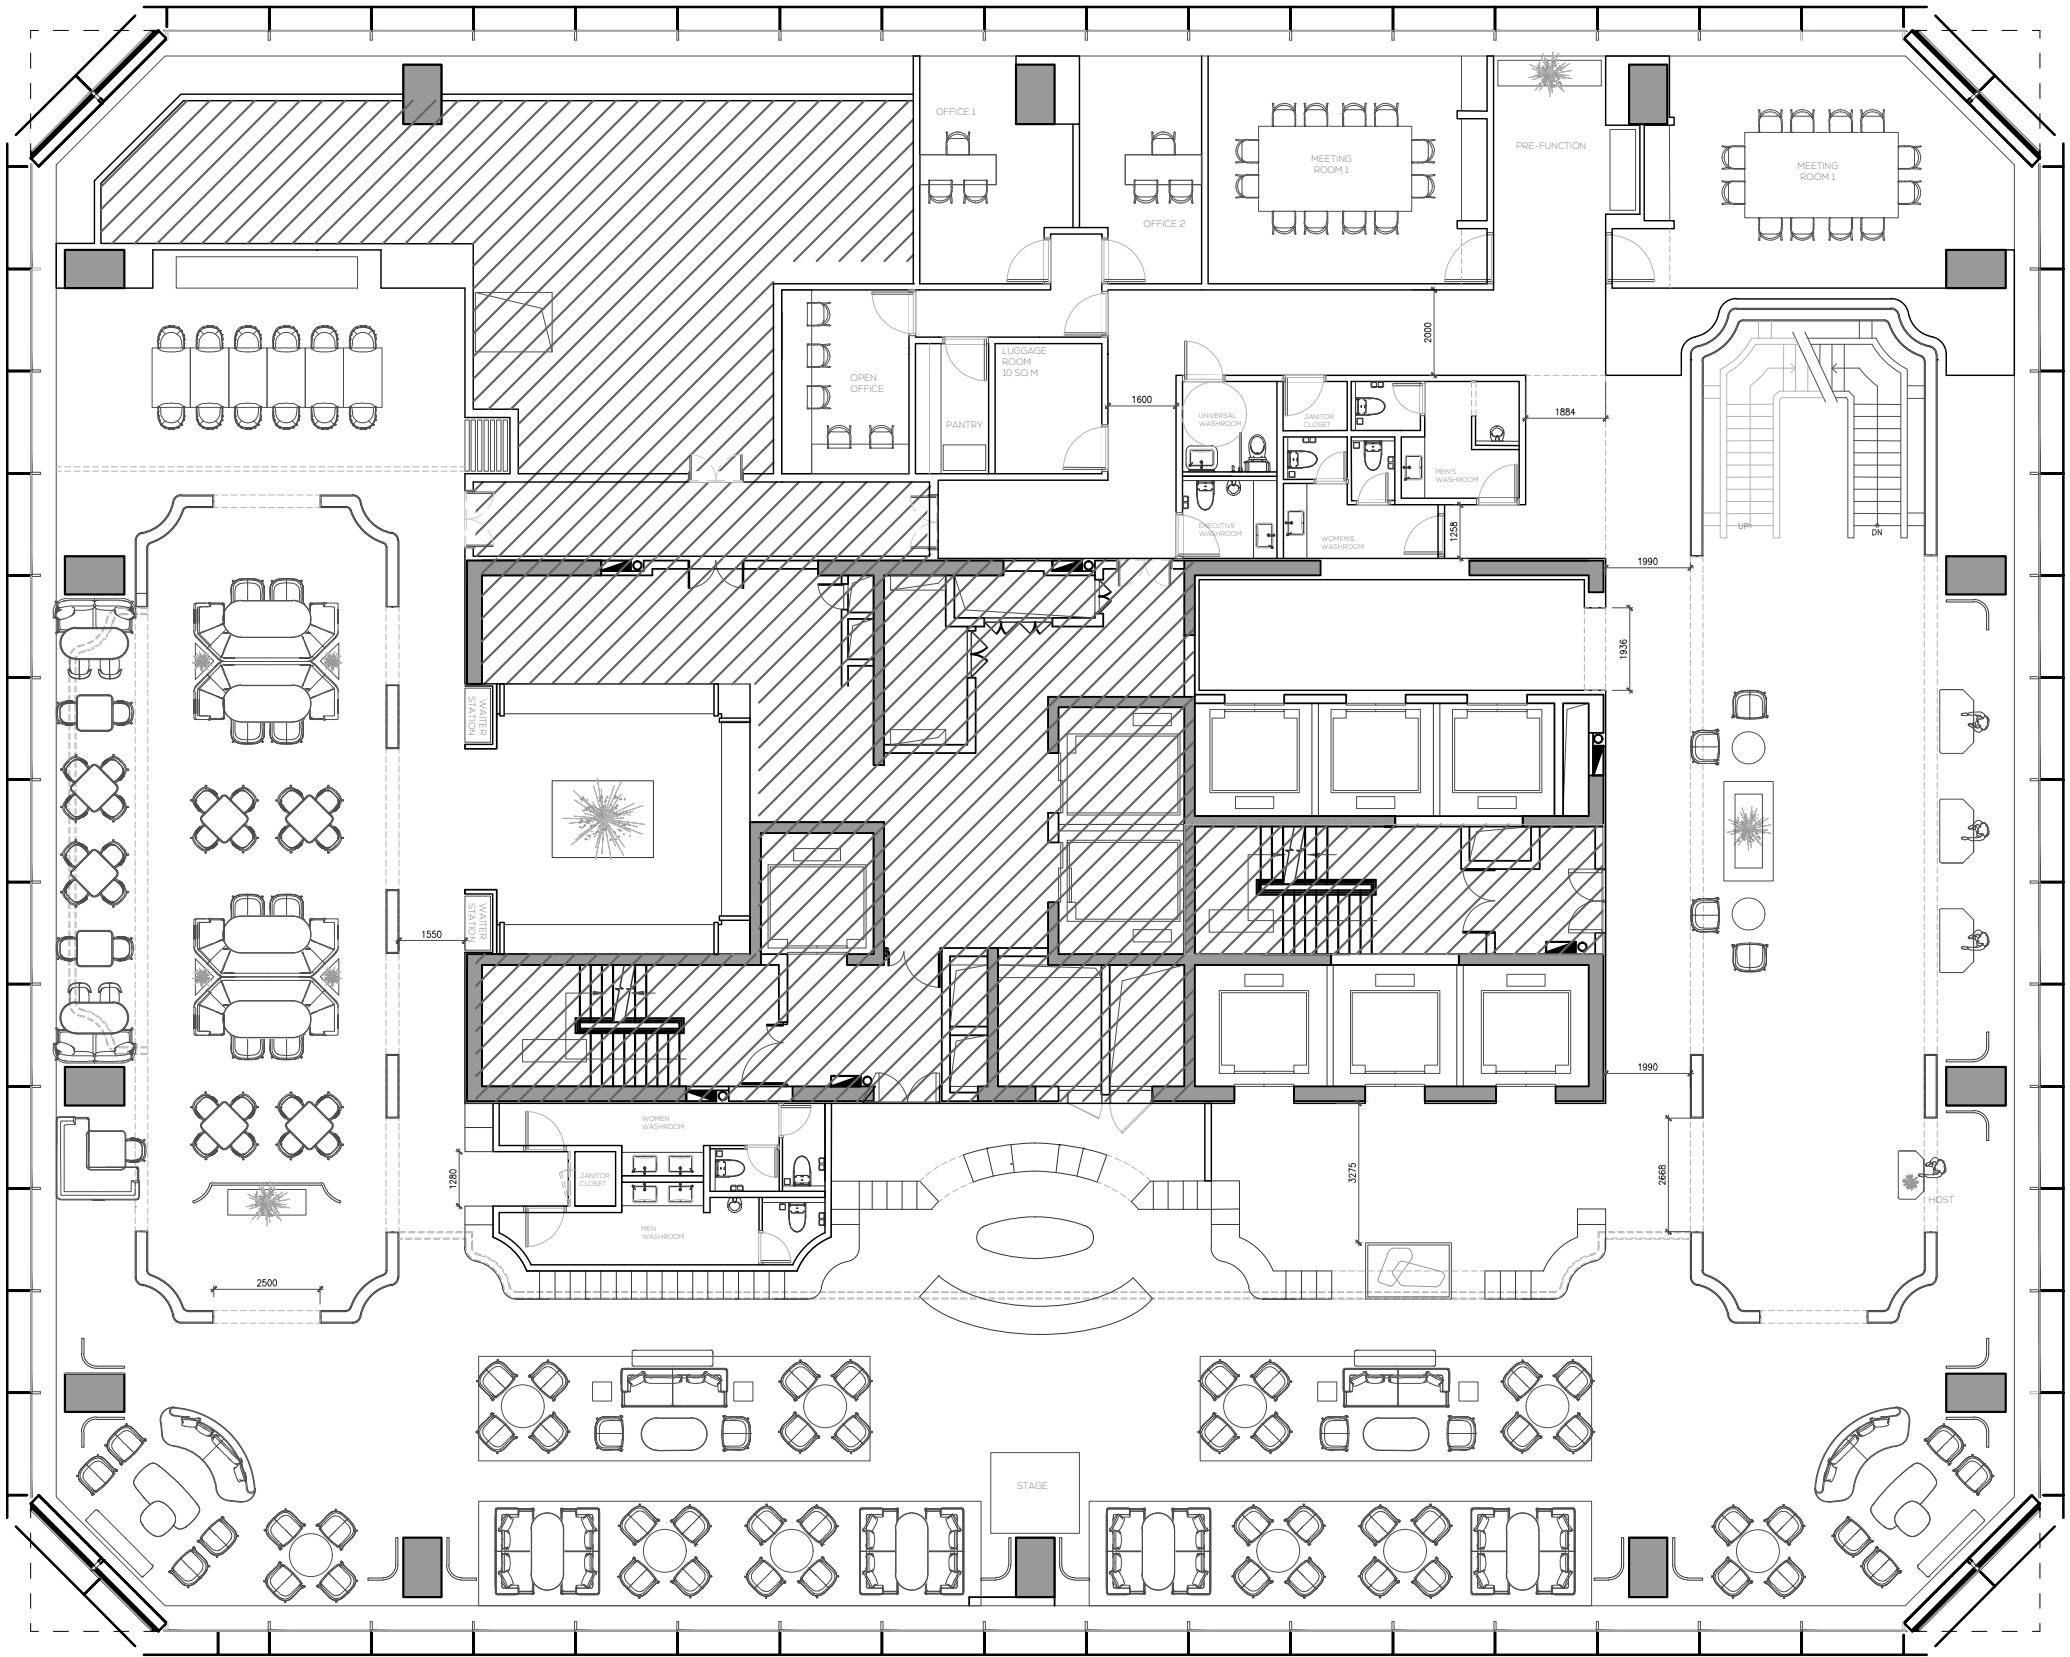 OFFICE 1
OFFICE 2
MEETING
ROOM 1
PRE-FUNCTION
MEETING
ROOM 1
2000
OPEN
OFFICE
LUGGAGE
ROOM
10 SQ M
PANTRY
1600
UNIVERSAL
WASHROOM
JANITOR
CLOSET
1884
MEN'S
WASHROOM
EXECUTIVE
WASHROOM
WOMEN'S
WASHROOM
1258
UP
DN
1990
1936
WAITER
STATION
WAITER
STATION
1550
1990
WOMEN
WASHROOM
JANITOR
CLOSET
1280
MEN
WASHROOM
3275
2668
HOST
2500
STAGE